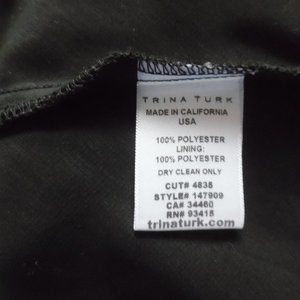 TRINA TURK
MADE IN CALIFORNIA
USA
100% POLYESTER
LINING:
100% POLYESTER
DRY CLEAN ONLY
CUT# 4835
STYLE# 147909
CA# 34460
RN# 93415
trinaturk.com